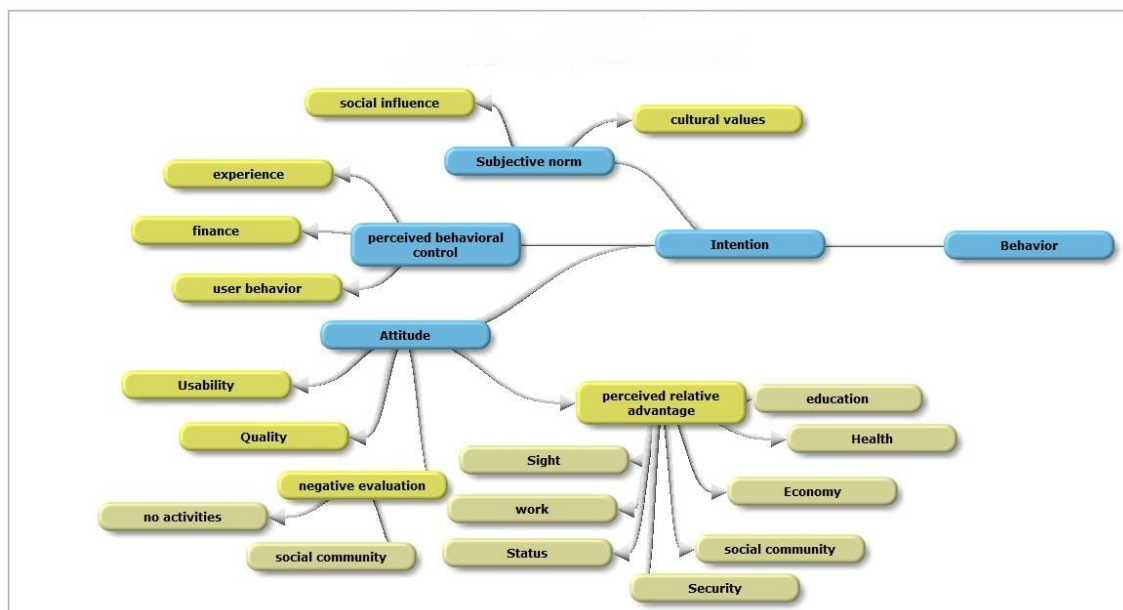 social influence
cultural values
Subjective norm
experience
finance
perceived behavioral
control
Intention
Behavior
user behavior
Attitude
Usability
perceived relative
advantage
education
Quality
Health
Sight
negative evaluation
Economy
work
no activities
Status
social community
social community
Security